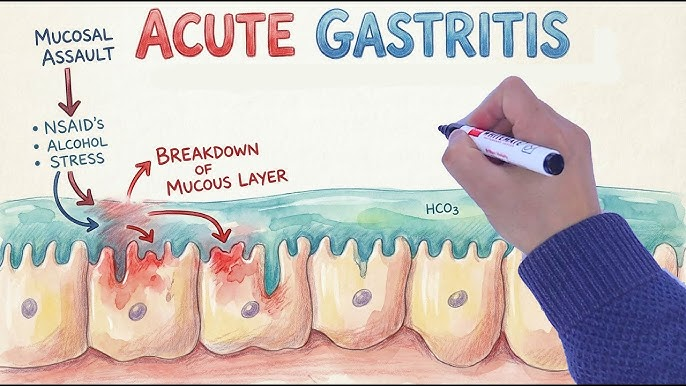 ACUTE GASTRITIS
MUCOSAL
ASSAULT
• NSAID's
• ALCOHOL
• STRESS
BREAKDOWN
OF
MUCOUS LAYER
HCO3